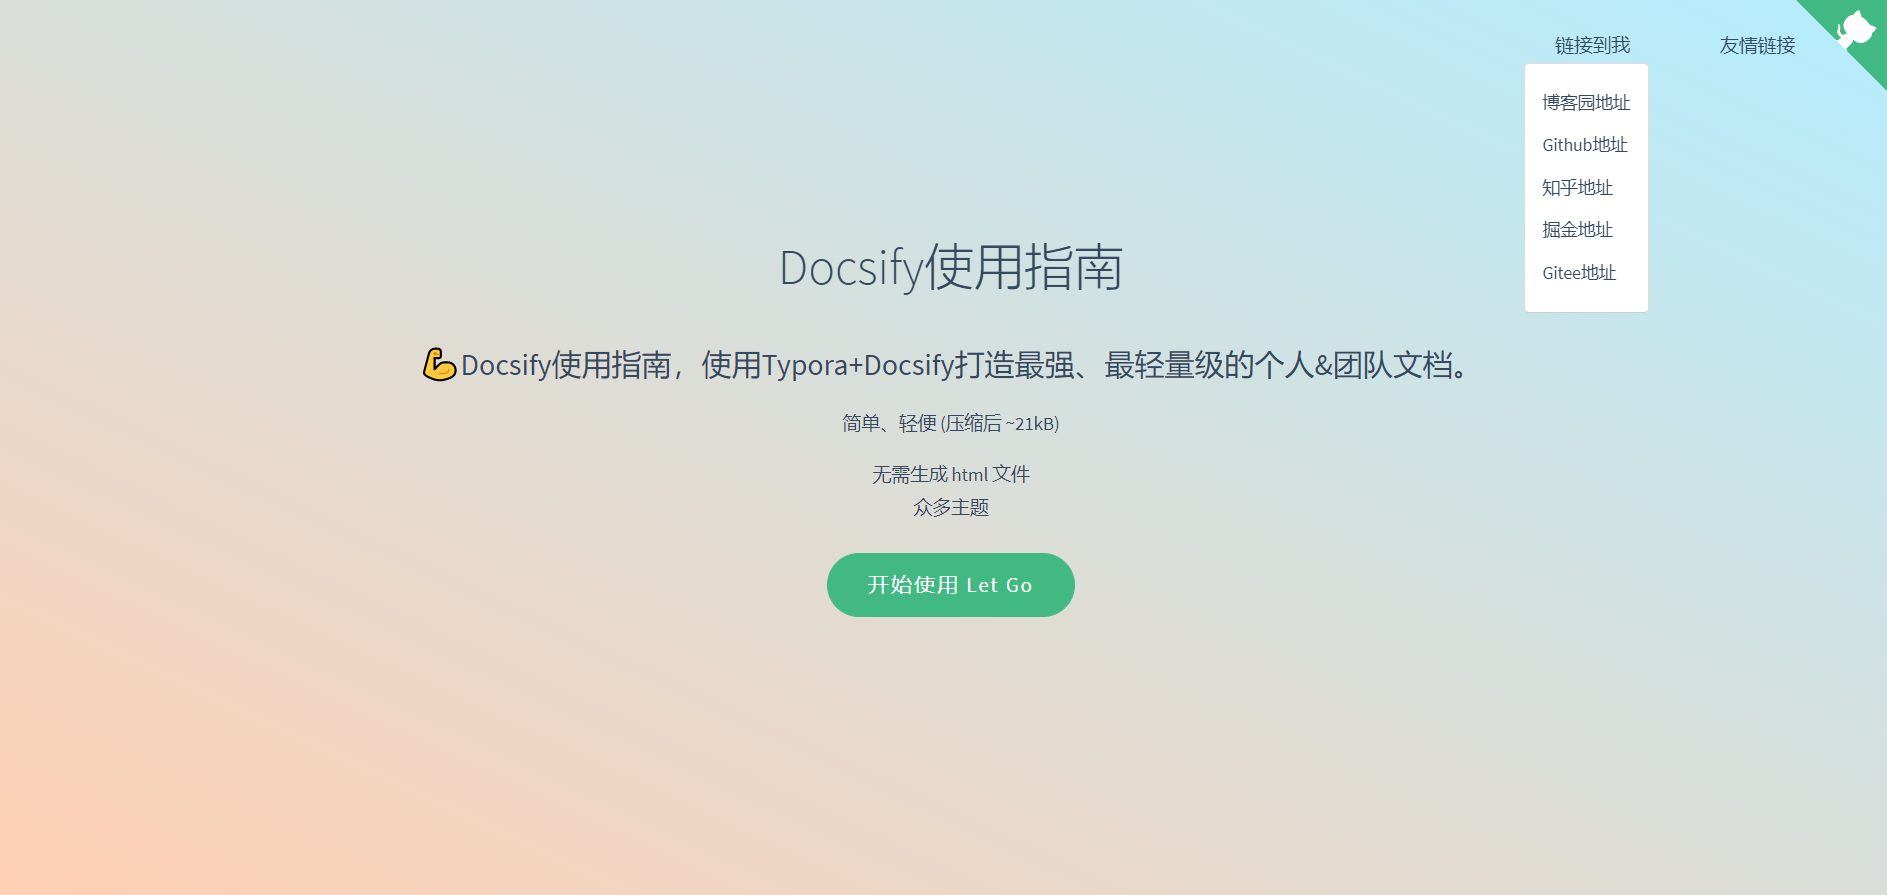 链接到我
友情链接
博客园地址
Github地址
知乎地址
掘金地址
Gitee地址
Docsify使用指南
💪Docsify使用指南，使用Typora+Docsify打造最强、最轻量级的个人&团队文档。
简单、轻便 (压缩后 ~21kB)
无需生成 html 文件
众多主题
开始使用 Let Go